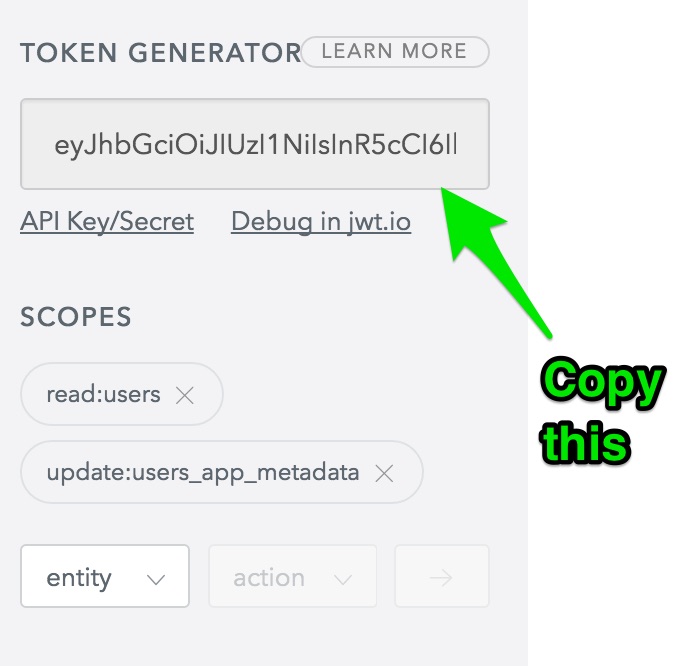 TOKEN GENERATOR LEARN MORE
eyJhbGciOiJIUzI1NiIsInR5cCI6Il
API Key/Secret Debug in jwt.io
SCOPES
read:users
update:users_app_metadata
entity action
Copy
this